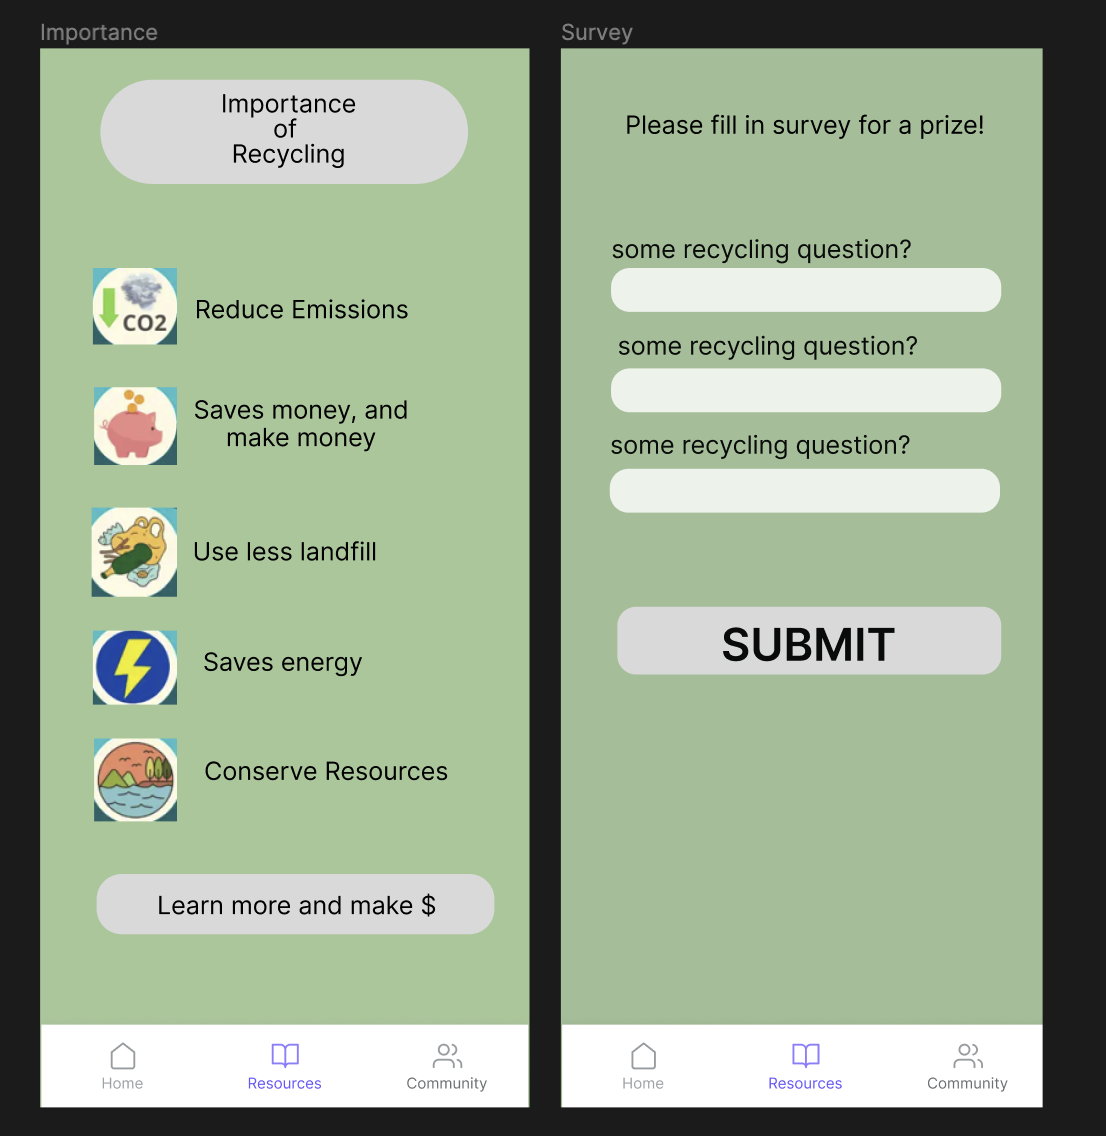 Importance
Importance
of
Recycling
CO2
Reduce Emissions
Saves money, and
make money
Use less landfill
Saves energy
Conserve Resources
Learn more and make $
Home
Resources
Community
Survey
Please fill in survey for a prize!
some recycling question?
some recycling question?
some recycling question?
SUBMIT
Home
Resources
Community